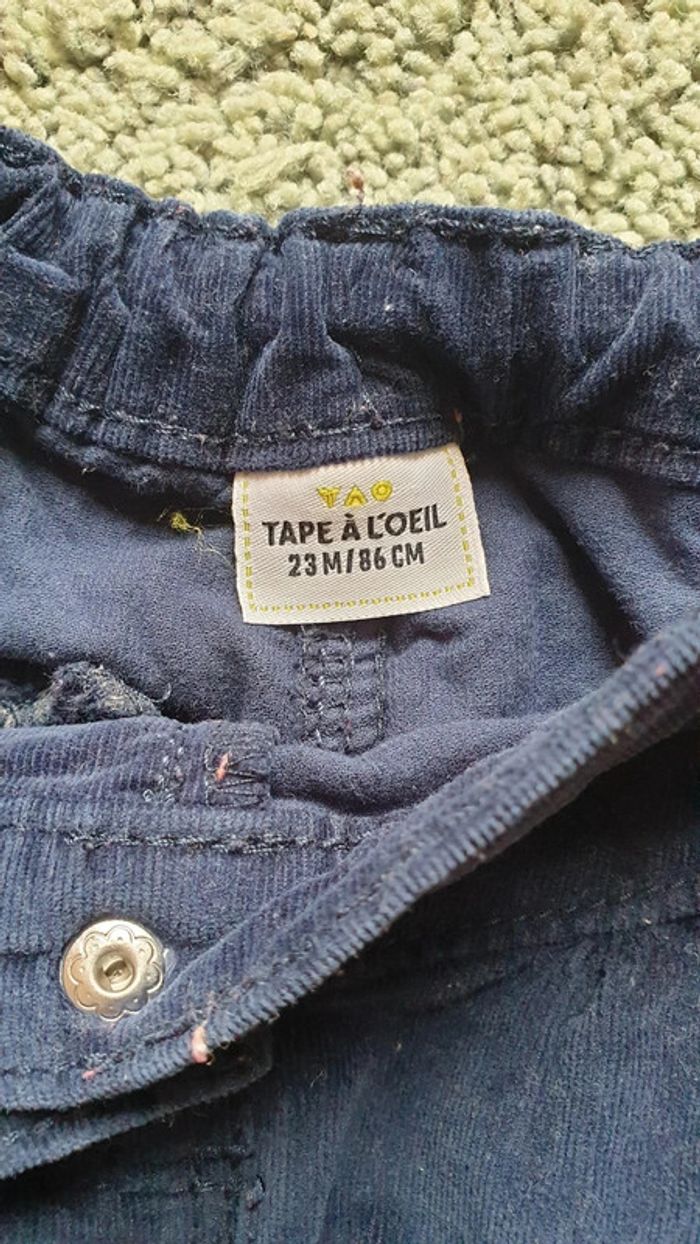 TAO
TAPE À L'OEIL
23 M/86 CM